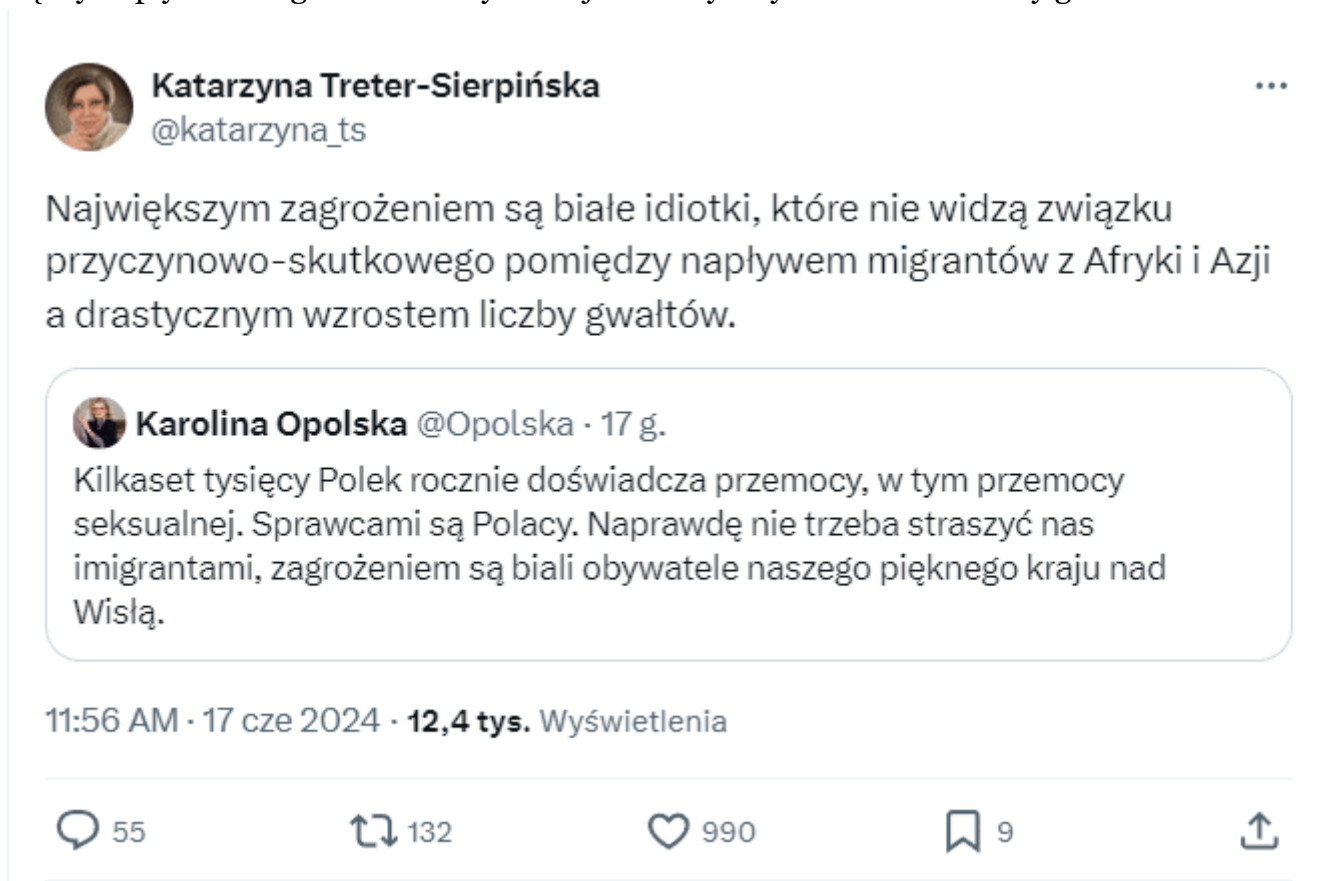 Katarzyna Treter-Sierpińska
@katarzyna_ts
Największym zagrożeniem są białe idiotki, które nie widzą związku
przyczynowo-skutkowego pomiędzy napływem migrantów z Afryki i Azji
a drastycznym wzrostem liczby gwałtów.
Karolina Opolska @Opolska · 17 g.
Kilkaset tysięcy Polek rocznie doświadcza przemocy, w tym przemocy
seksualnej. Sprawcami są Polacy. Naprawdę nie trzeba straszyć nas
imigrantami, zagrożeniem są biali obywatele naszego pięknego kraju nad
Wisłą.
11:56 AM · 17 cze 2024 · 12,4 tys. Wyświetlenia
55 132 990 9